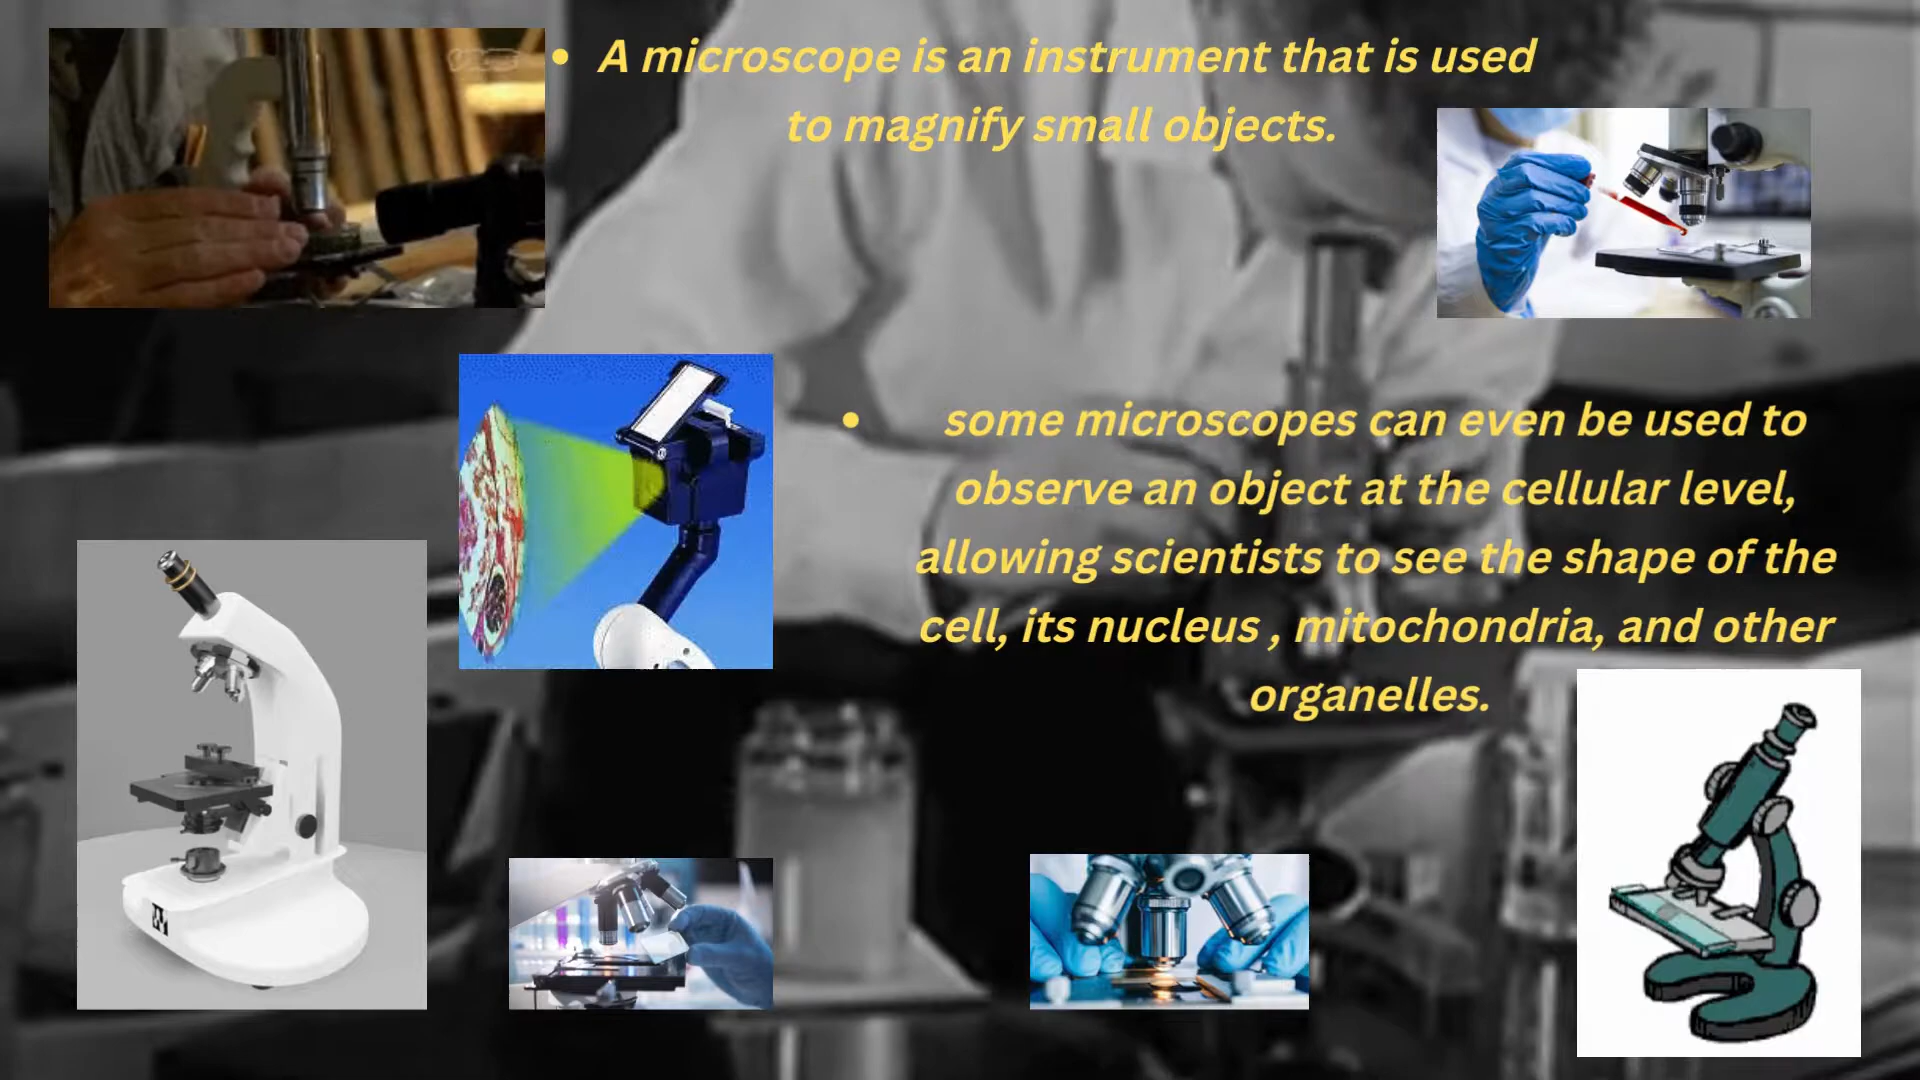 • A microscope is an instrument that is used
to magnify small objects.
• some microscopes can even be used to
observe an object at the cellular level,
allowing scientists to see the shape of the
cell, its nucleus , mitochondria, and other
organelles.